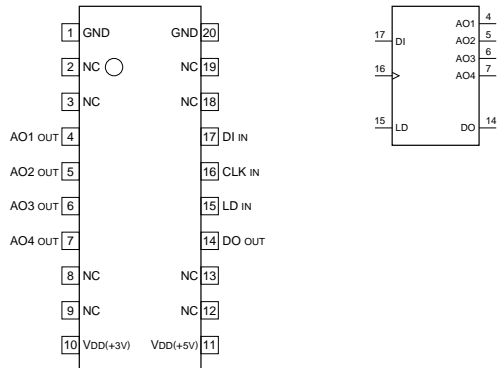 1 GND GND 20
2 NC NC 19
3 NC NC 18
AO1 OUT 4 17 DI IN
AO2 OUT 5 16 CLK IN
AO3 OUT 6 15 LD IN
AO4 OUT 7 14 DO OUT
8 NC NC 13
9 NC NC 12
10 VDD(+3V) VDD(+5V) 11
AO1 4
17 DI AO2 5
AO3 6
16 AO4 7
15 LD DO 14